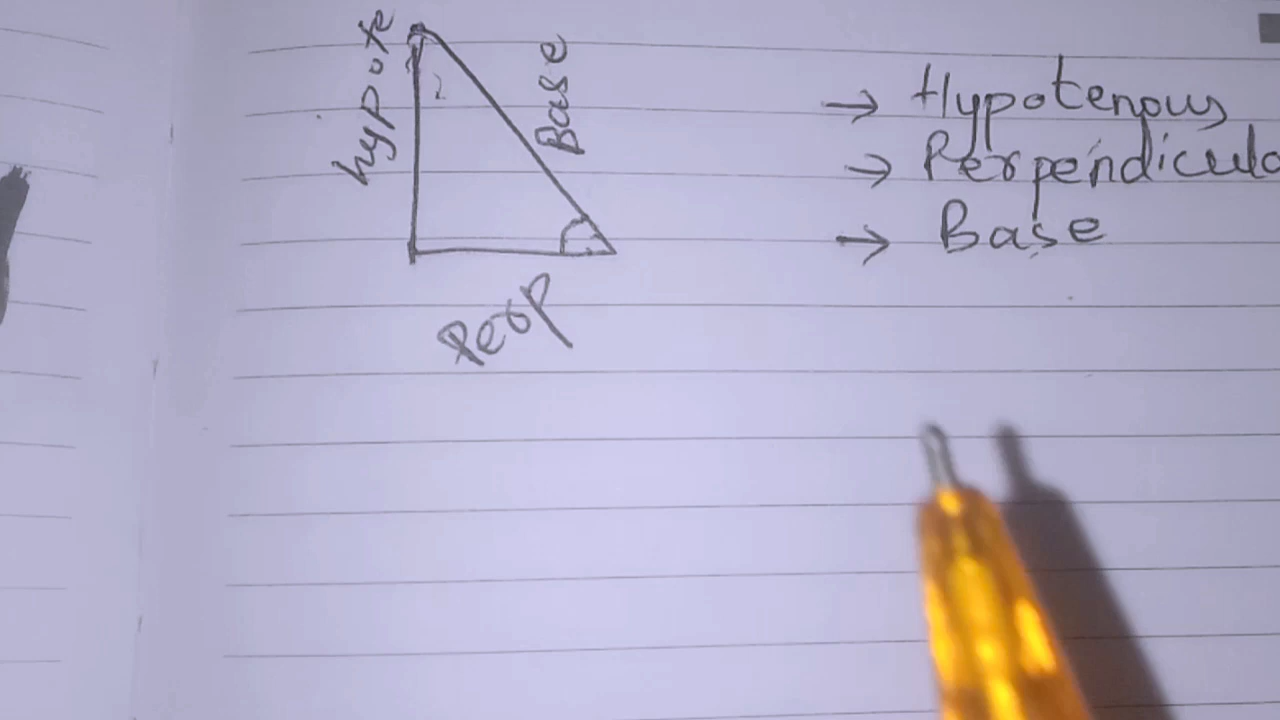 hypote
Base
Perp
→ Hypotenous
→ Perpendicula
→ Base